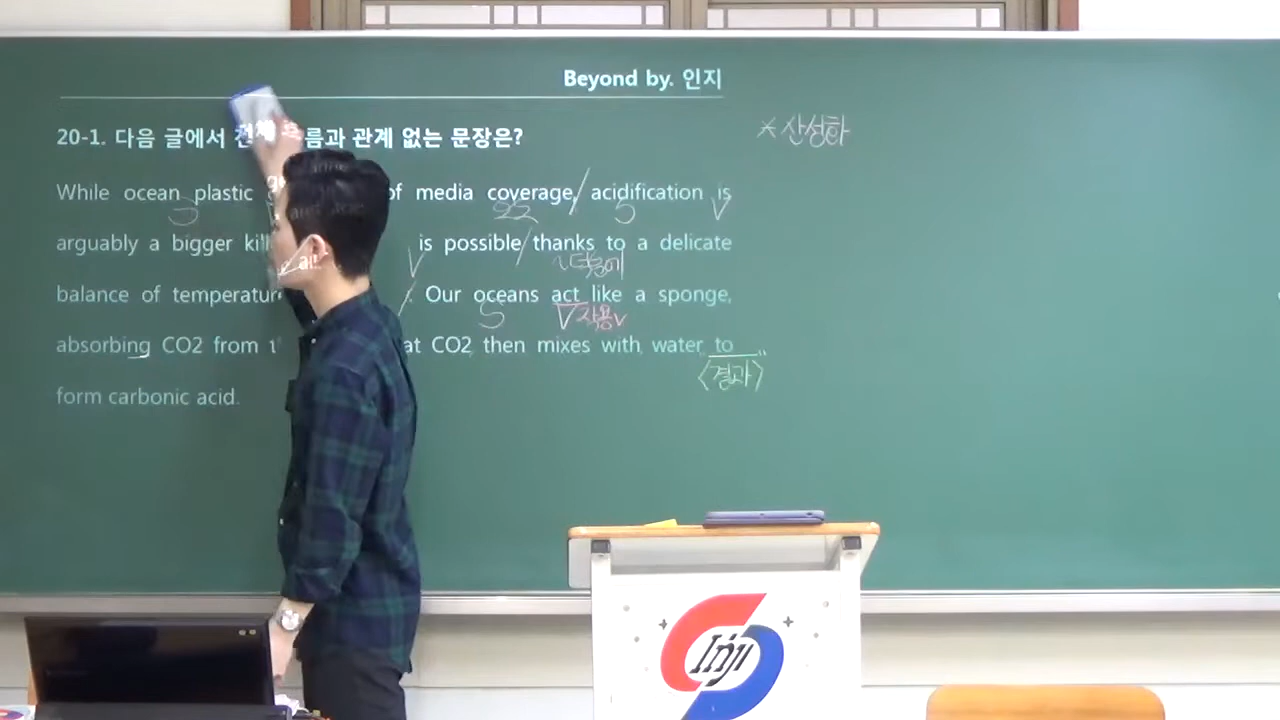 Beyond by. 인지
20-1. 다음 글에서 전체 흐름과 관계 없는 문장은?
* 산성화
While ocean plastic of media coverage, acidification is
S S V
arguably a bigger is possible thanks to a delicate
V ~덕분에
balance of Our oceans act like a sponge,
S V 작용
absorbing CO2 from at CO2 then mixes with water to
<결과>
form carbonic acid.
Inji